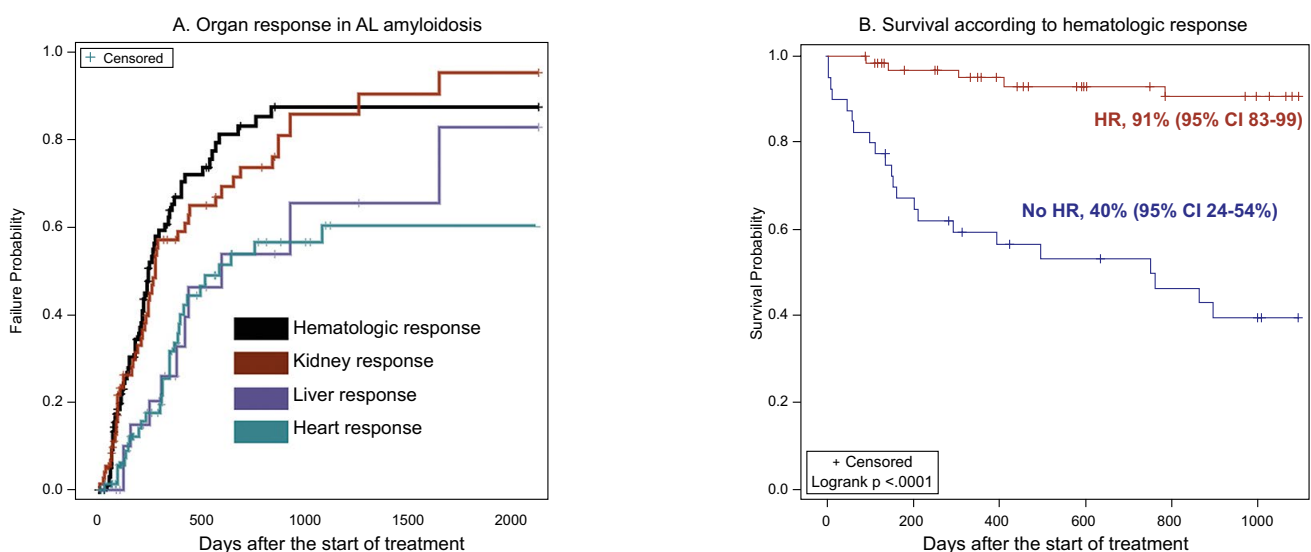 A. Organ response in AL amyloidosis
+ Censored
1.0
0.8
0.6
0.4
0.2
0.0
Failure Probability
Hematologic response
Kidney response
Liver response
Heart response
0 500 1000 1500 2000
Days after the start of treatment
B. Survival according to hematologic response
1.0
0.8
0.6
0.4
0.2
0.0
Survival Probability
HR, 91% (95% CI 83-99)
No HR, 40% (95% CI 24-54%)
+ Censored
Logrank p <.0001
0 200 400 600 800 1000
Days after the start of treatment